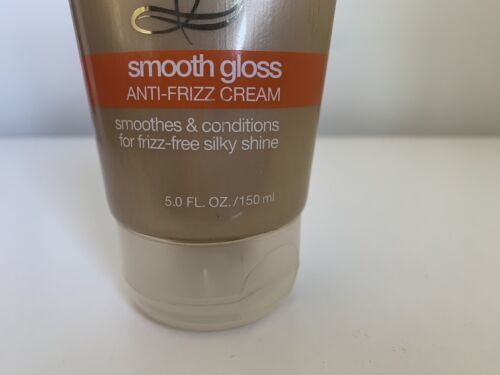 smooth gloss
ANTI-FRIZZ CREAM
smoothes & conditions
for frizz-free silky shine
5.0 FL. OZ./150 ml